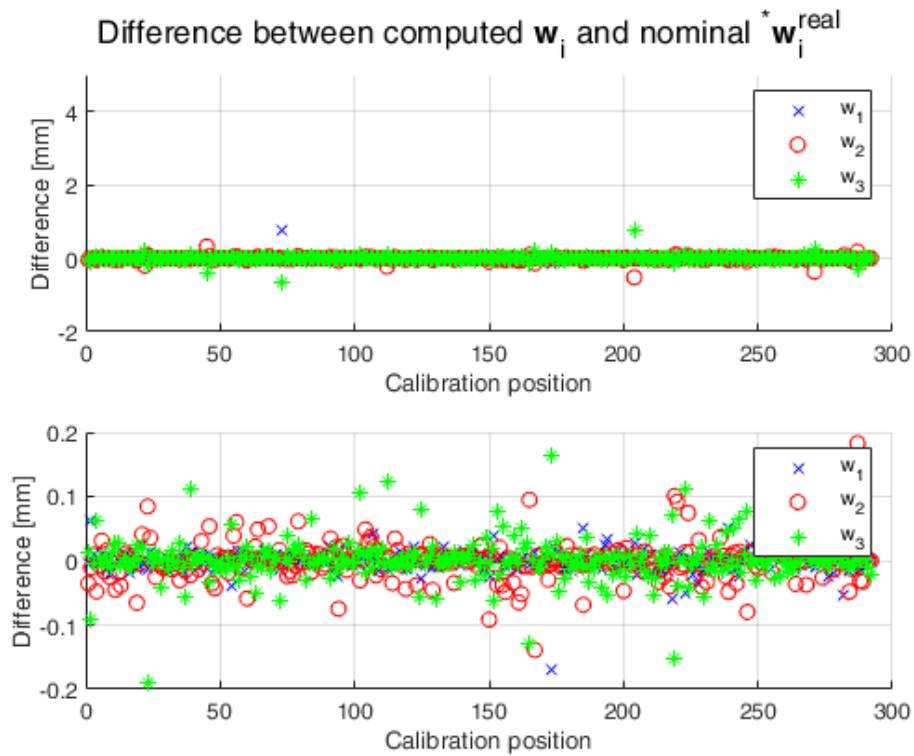 Difference between computed w_i and nominal *w_i^real
4
2
0
-2
Difference [mm]
w_1
w_2
w_3
0 50 100 150 200 250 300
Calibration position
0.2
0.1
0
-0.1
-0.2
Difference [mm]
w_1
w_2
w_3
0 50 100 150 200 250 300
Calibration position